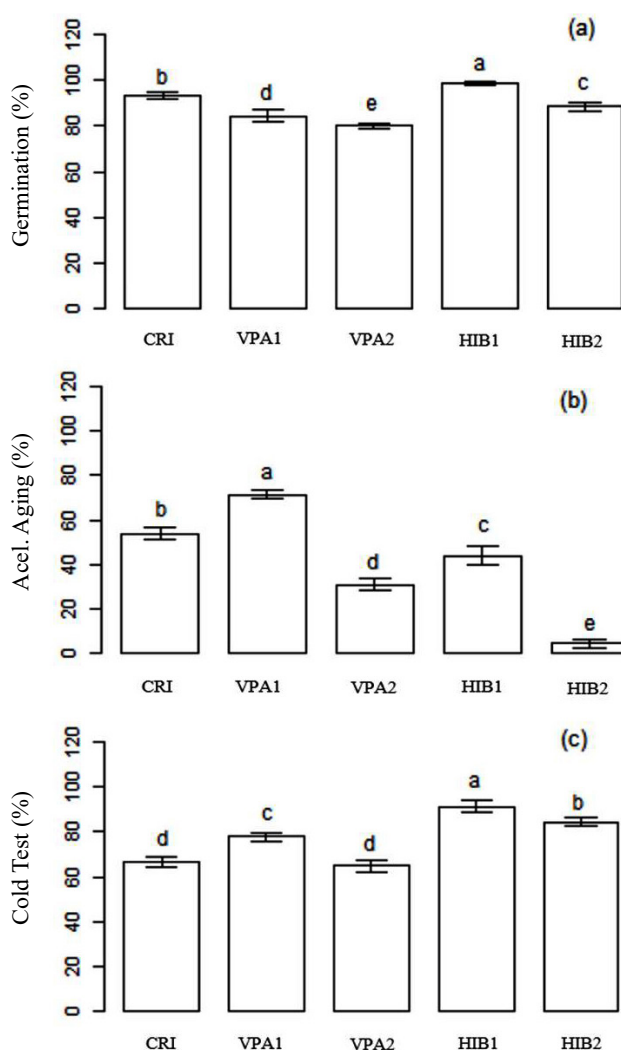 (a)
Germination (%)
120
100
80
60
40
20
0
b
d
e
a
c
CRI
VPA1
VPA2
HIB1
HIB2
(b)
Acel. Aging (%)
120
100
80
60
40
20
0
b
a
d
c
e
CRI
VPA1
VPA2
HIB1
HIB2
(c)
Cold Test (%)
120
100
80
60
40
20
0
d
c
d
a
b
CRI
VPA1
VPA2
HIB1
HIB2